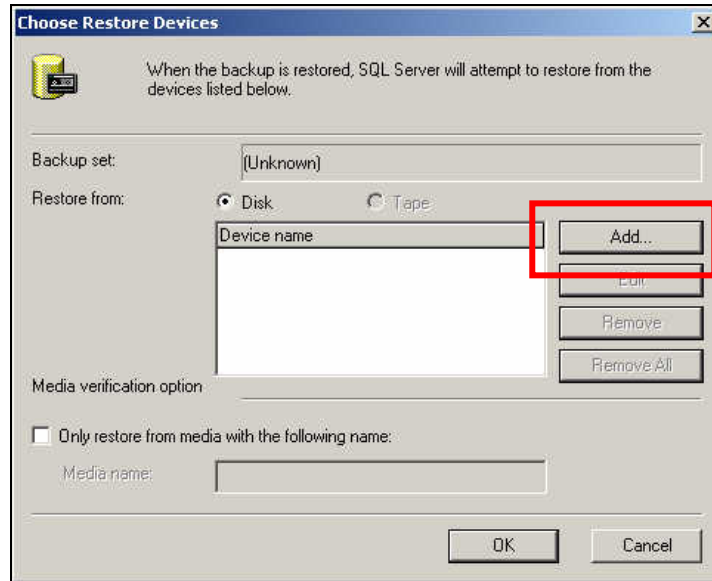 Choose Restore Devices
When the backup is restored, SQL Server will attempt to restore from the
devices listed below.
Backup set:
(Unknown)
Restore from:
Disk
Tape
Device name
Add...
Edit
Remove
Remove All
Media verification option
Only restore from media with the following name:
Media name:
OK
Cancel